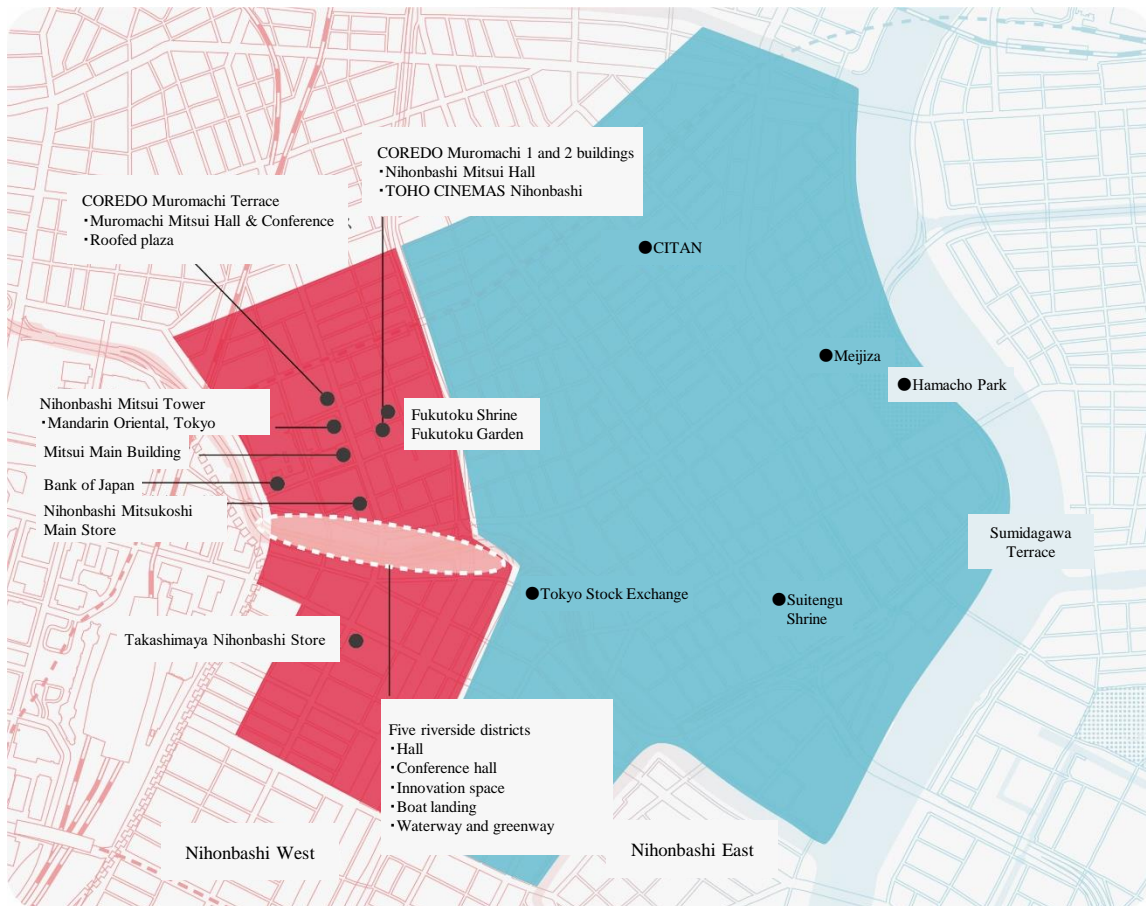 COREDO Muromachi 1 and 2 buildings
・Nihonbashi Mitsui Hall
・TOHO CINEMAS Nihonbashi
COREDO Muromachi Terrace
・Muromachi Mitsui Hall & Conference
・Roofed plaza
CITAN
Meijiza
Hamacho Park
Nihonbashi Mitsui Tower
・Mandarin Oriental, Tokyo
Fukutoku Shrine
Fukutoku Garden
Mitsui Main Building
Bank of Japan
Nihonbashi Mitsukoshi
Main Store
Sumidagawa
Terrace
Tokyo Stock Exchange
Suitengu
Shrine
Takashimaya Nihonbashi Store
Five riverside districts
・Hall
・Conference hall
・Innovation space
・Boat landing
・Waterway and greenway
Nihonbashi West
Nihonbashi East